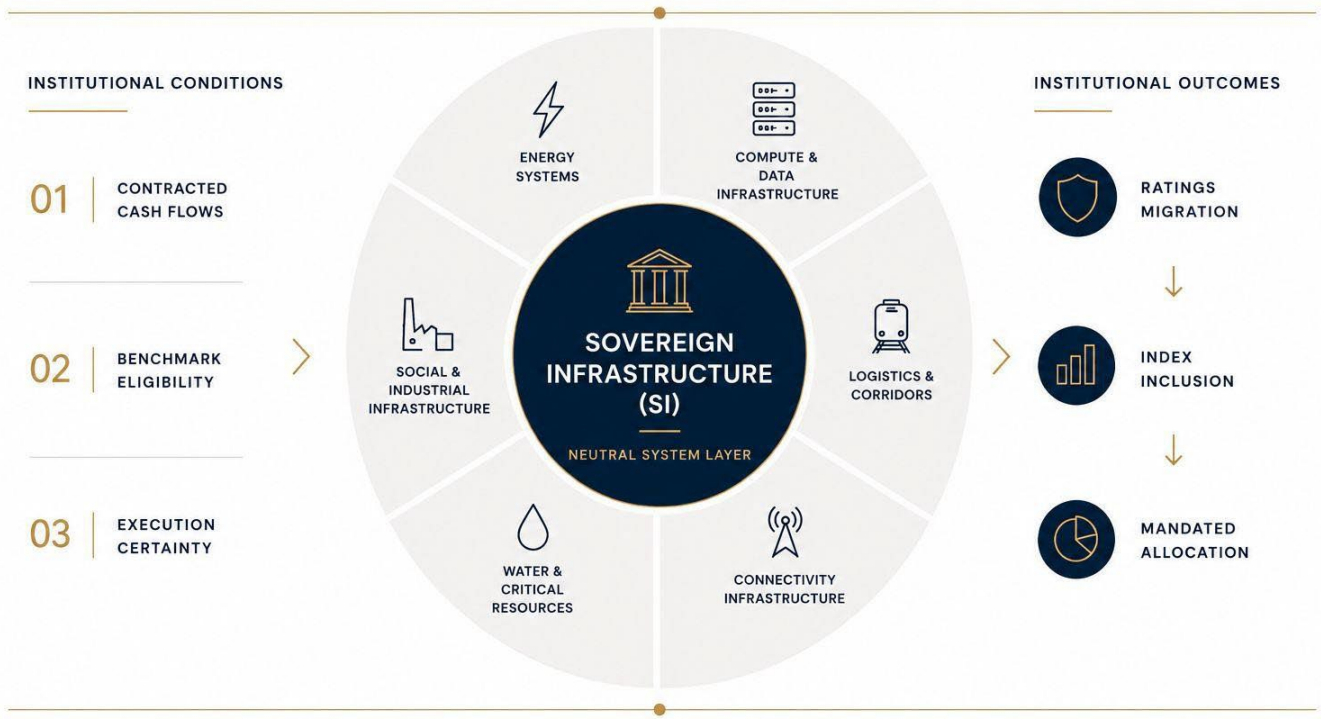 INSTITUTIONAL CONDITIONS
01
CONTRACTED
CASH FLOWS
02
BENCHMARK
ELIGIBILITY
03
EXECUTION
CERTAINTY
ENERGY
SYSTEMS
COMPUTE &
DATA
INFRASTRUCTURE
SOCIAL &
INDUSTRIAL
INFRASTRUCTURE
SOVEREIGN
INFRASTRUCTURE
(SI)
NEUTRAL SYSTEM LAYER
LOGISTICS &
CORRIDORS
WATER &
CRITICAL
RESOURCES
CONNECTIVITY
INFRASTRUCTURE
INSTITUTIONAL OUTCOMES
RATINGS
MIGRATION
INDEX
INCLUSION
MANDATED
ALLOCATION